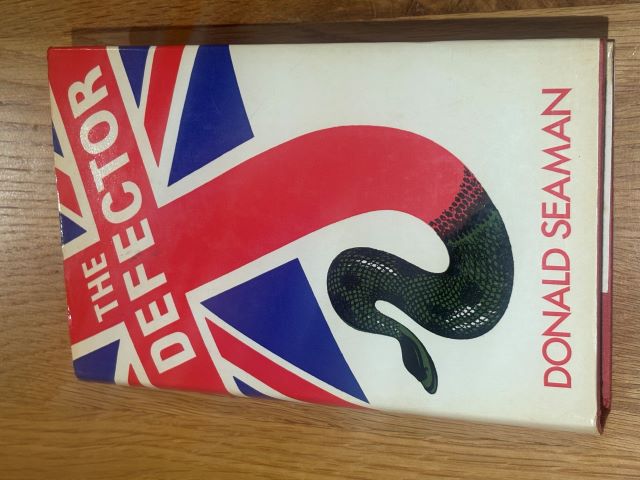 THE
DEFECTOR
DONALD SEAMAN